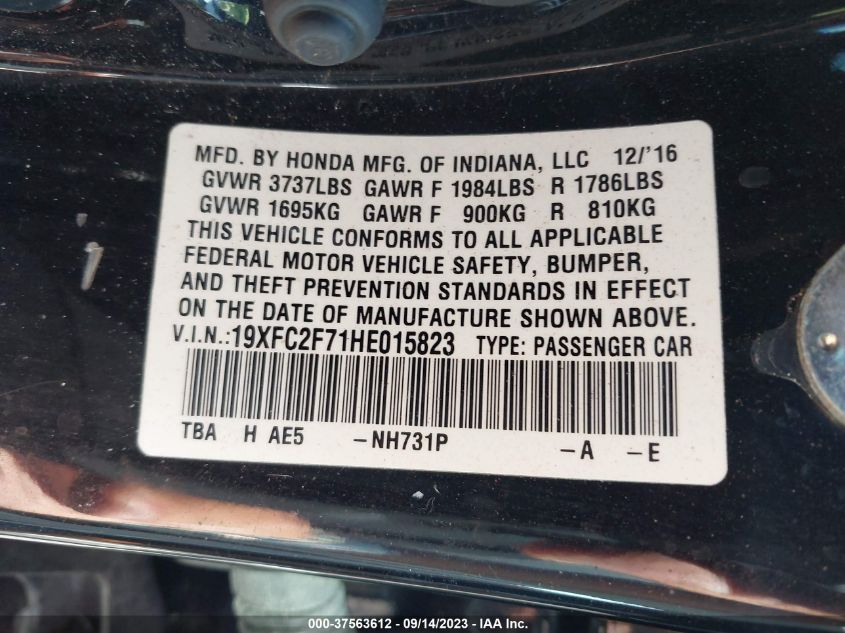 MFD. BY HONDA MFG. OF INDIANA, LLC 12/'16
GVWR 3737LBS GAWR F 1984LBS R 1786LBS
GVWR 1695KG GAWR F 900KG R 810KG
THIS VEHICLE CONFORMS TO ALL APPLICABLE
FEDERAL MOTOR VEHICLE SAFETY, BUMPER,
AND THEFT PREVENTION STANDARDS IN EFFECT
ON THE DATE OF MANUFACTURE SHOWN ABOVE.
V.I.N.:19XFC2F71HE015823 TYPE: PASSENGER CAR
TBA H AE5 -NH731P -A -E
000-37563612 - 09/14/2023 - IAA Inc.